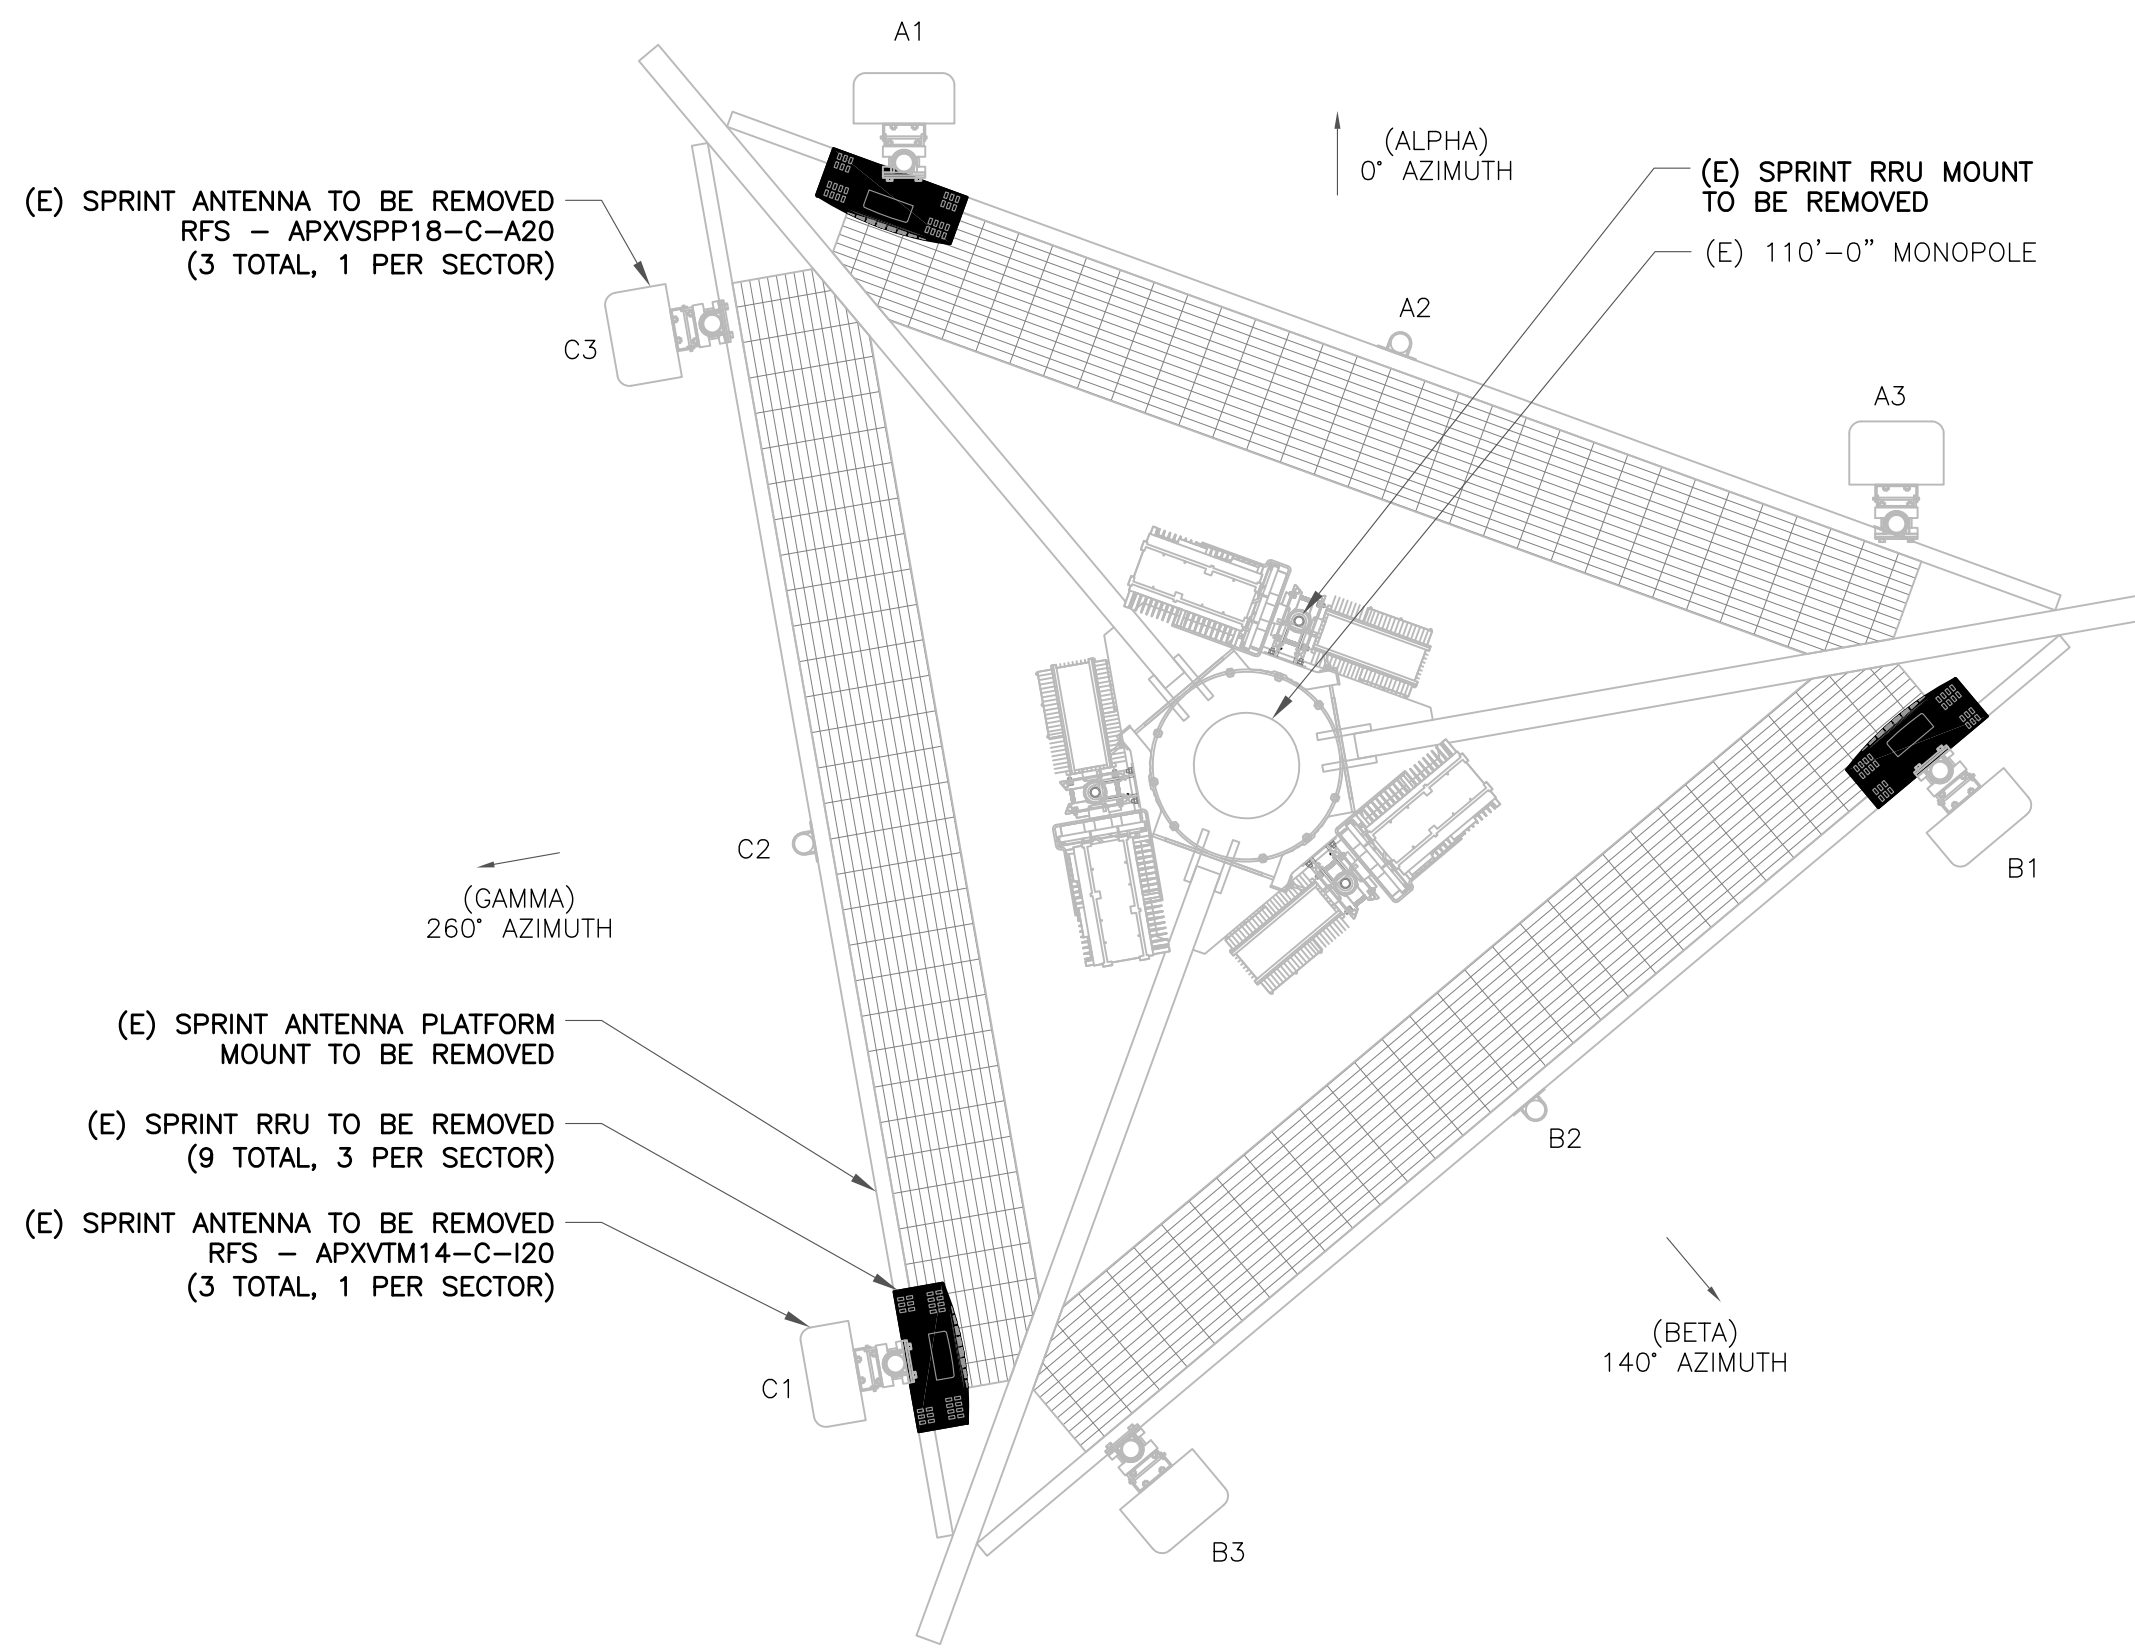 A1
(ALPHA)
0° AZIMUTH
(E) SPRINT RRU MOUNT
TO BE REMOVED
(E) 110'-0" MONOPOLE
(E) SPRINT ANTENNA TO BE REMOVED
RFS - APXVSPP18-C-A20
(3 TOTAL, 1 PER SECTOR)
A2
C3
A3
C2
B1
(GAMMA)
260° AZIMUTH
(E) SPRINT ANTENNA PLATFORM
MOUNT TO BE REMOVED
(E) SPRINT RRU TO BE REMOVED
(9 TOTAL, 3 PER SECTOR)
B2
(E) SPRINT ANTENNA TO BE REMOVED
RFS - APXVTM14-C-I20
(3 TOTAL, 1 PER SECTOR)
(BETA)
140° AZIMUTH
C1
B3